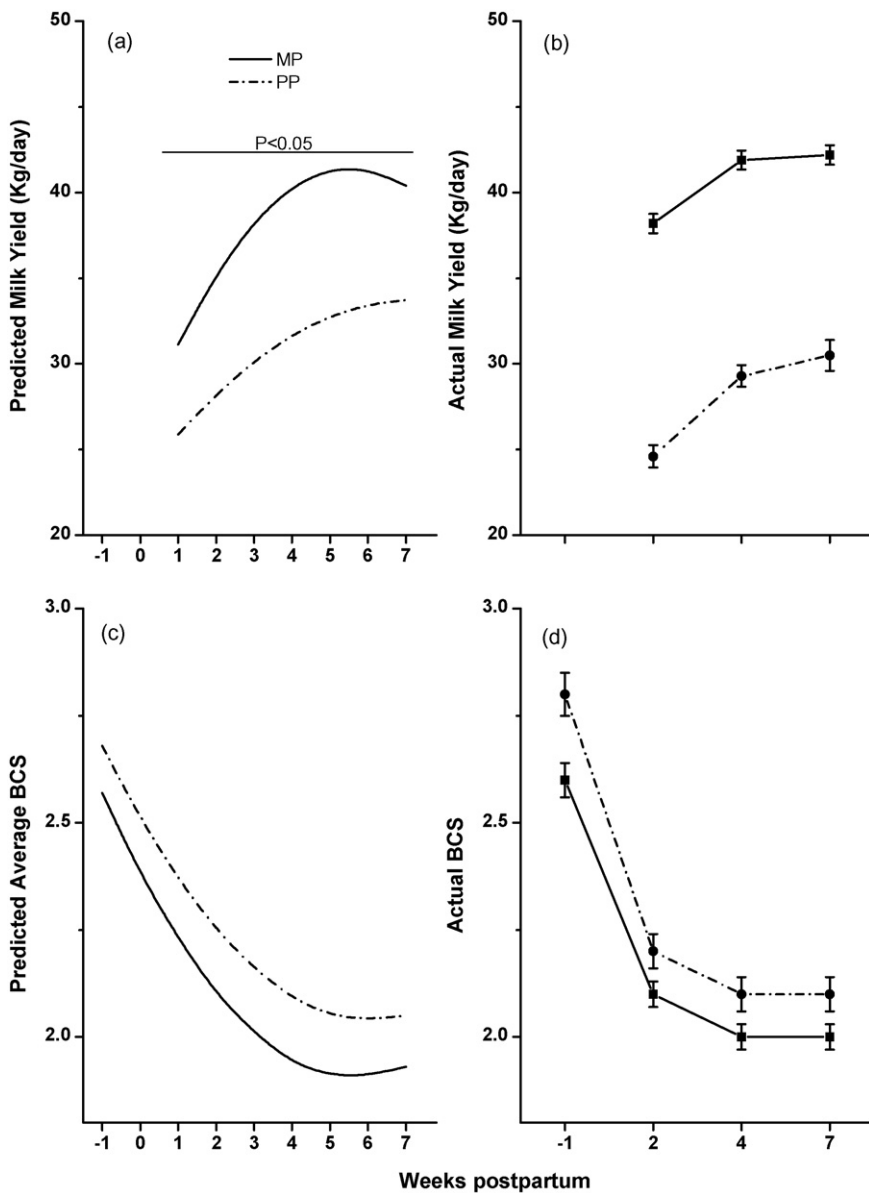 (a)
MP
PP
P<0.05
50
40
30
20
Predicted Milk Yield (Kg/day)
-1 0 1 2 3 4 5 6 7
(b)
Actual Milk Yield (Kg/day)
(c)
3.0
2.5
2.0
Predicted Average BCS
-1 0 1 2 3 4 5 6 7
(d)
3.0
2.5
2.0
Actual BCS
-1 2 4 7
Weeks postpartum
50
40
30
20